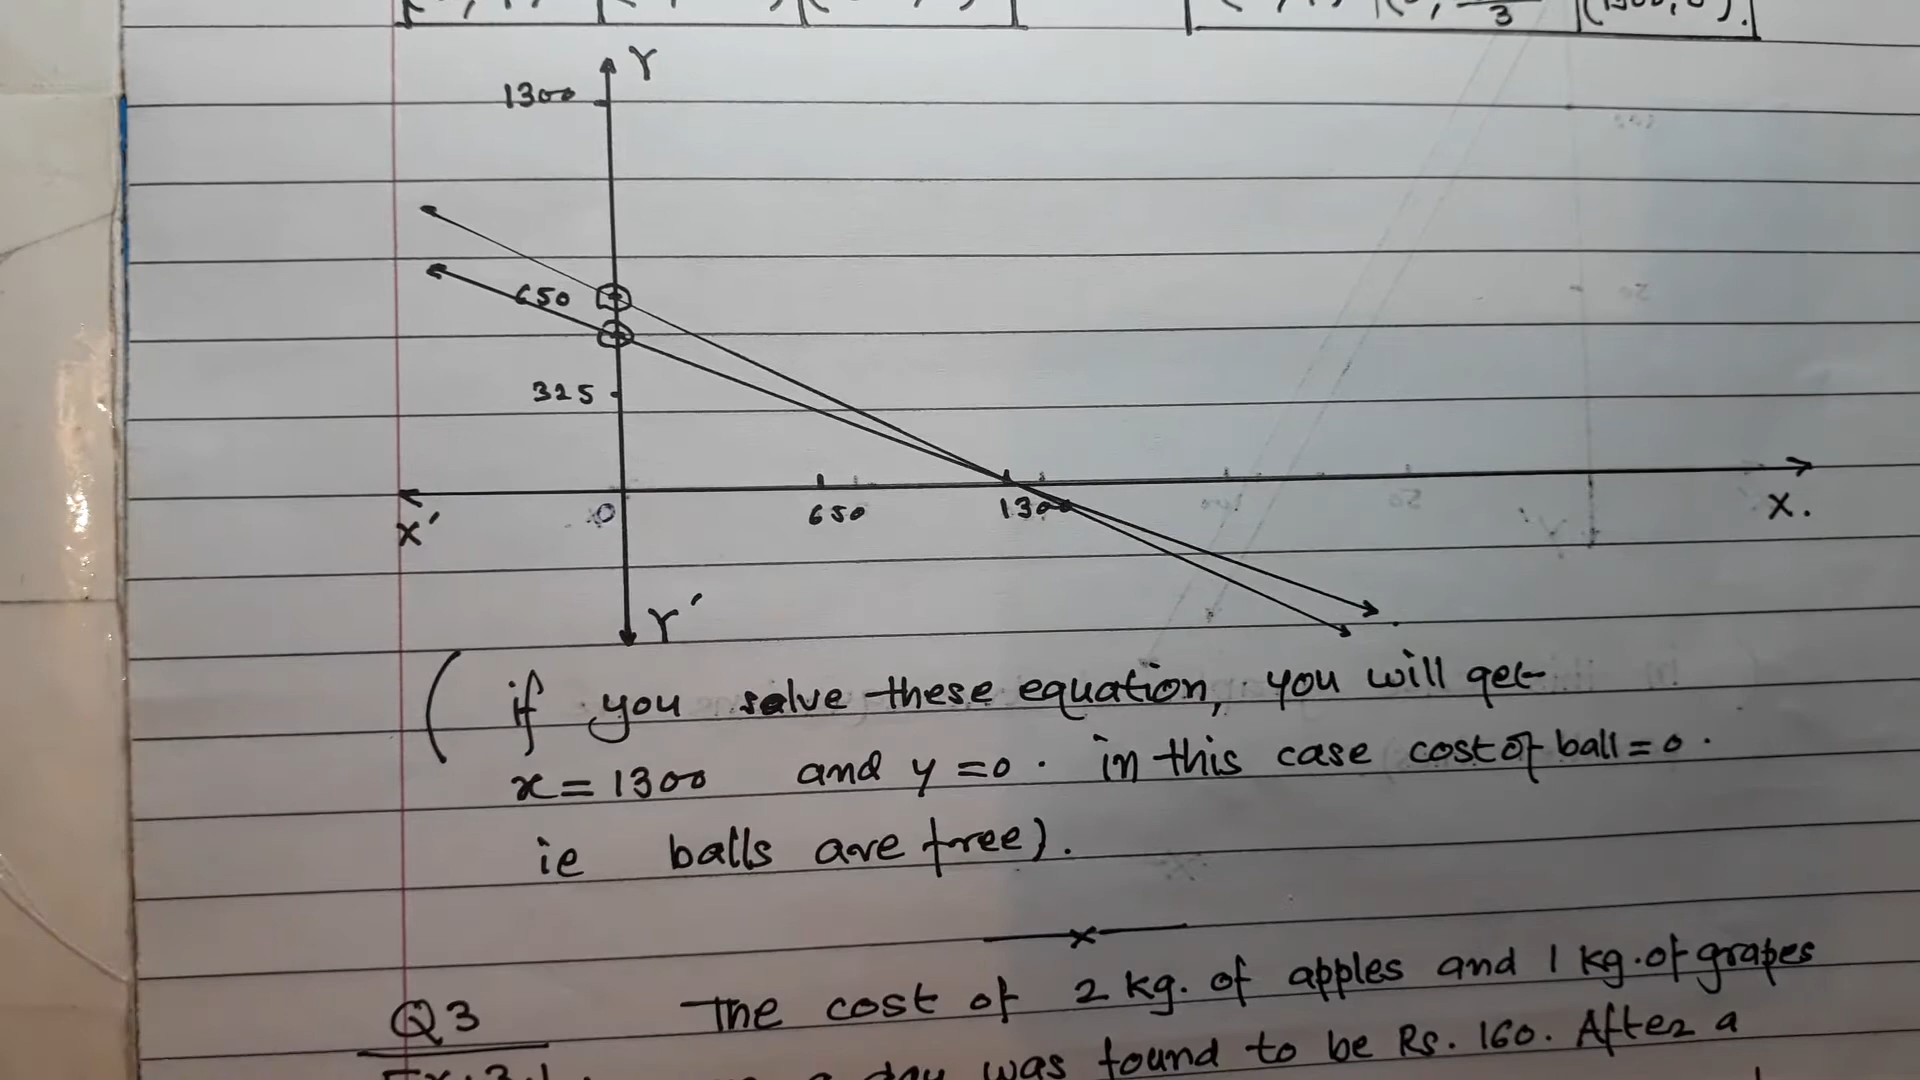 3
Y
1300
650
325
650
1300
X'
O
X.
Y'
(if you solve these equation, you will get
x = 1300 and y = 0. in this case cost of ball = 0.
ie balls are free).
Q3 The cost of 2 kg. of apples and 1 kg. of grapes
was found to be Rs. 160. After a